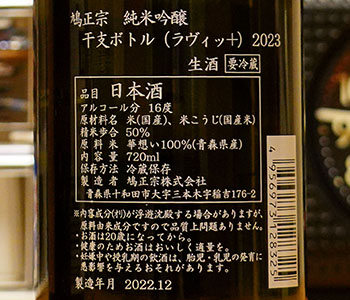 鳩正宗 純米吟醸
干支ボトル（ラヴィッ+）2023
生酒 要冷蔵
品目 日本酒
アルコール分 16度
原材料名 米(国産)、米こうじ(国産米)
精米歩合 50%
原料米 華想い100%(青森県産)
内容量 720ml
保存方法 冷蔵保存
製造者 鳩正宗株式会社
青森県十和田市大字三本木字稲吉176-2
※内容成分(オリ)が浮遊沈殿する場合がありますが、
原料由来成分ですので品質上問題ありません。
・お酒は20歳になってから。
・健康のためお酒はおいしく適量を。
・妊娠中や授乳期の飲酒は、胎児・乳児の発育に
悪影響を与えるおそれがあります。
製造年月 2022.12
4956973128325